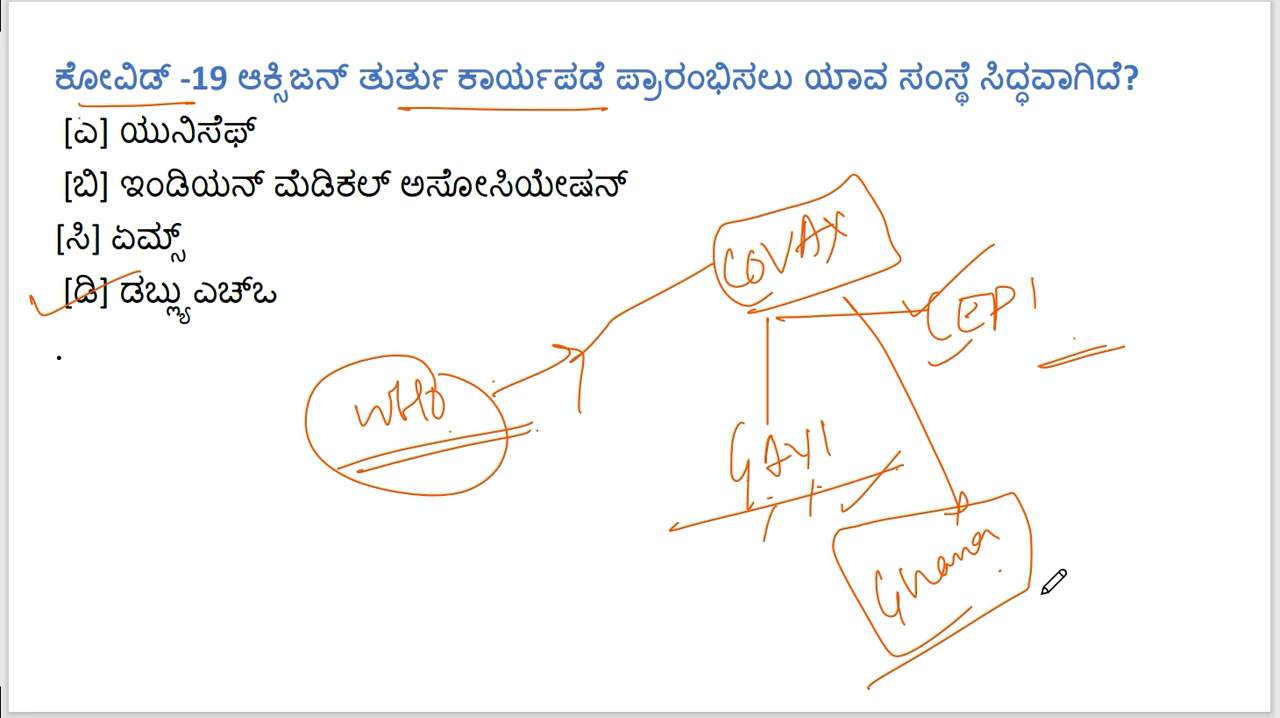 ಕೋವಿಡ್ -19 ಆಕ್ಸಿಜನ್ ತುರ್ತು ಕಾರ್ಯಪಡೆ ಪ್ರಾರಂಭಿಸಲು ಯಾವ ಸಂಸ್ಥೆ ಸಿದ್ಧವಾಗಿದೆ?
[ಎ] ಯುನಿಸೆಫ್
[ಬಿ] ಇಂಡಿಯನ್ ಮೆಡಿಕಲ್ ಅಸೋಸಿಯೇಷನ್
[ಸಿ] ಏಮ್ಸ್
[ಡಿ] ಡಬ್ಲ್ಯುಎಚ್ಒ
.
COVAX
CEPI
WHO
GAVI
Ghana